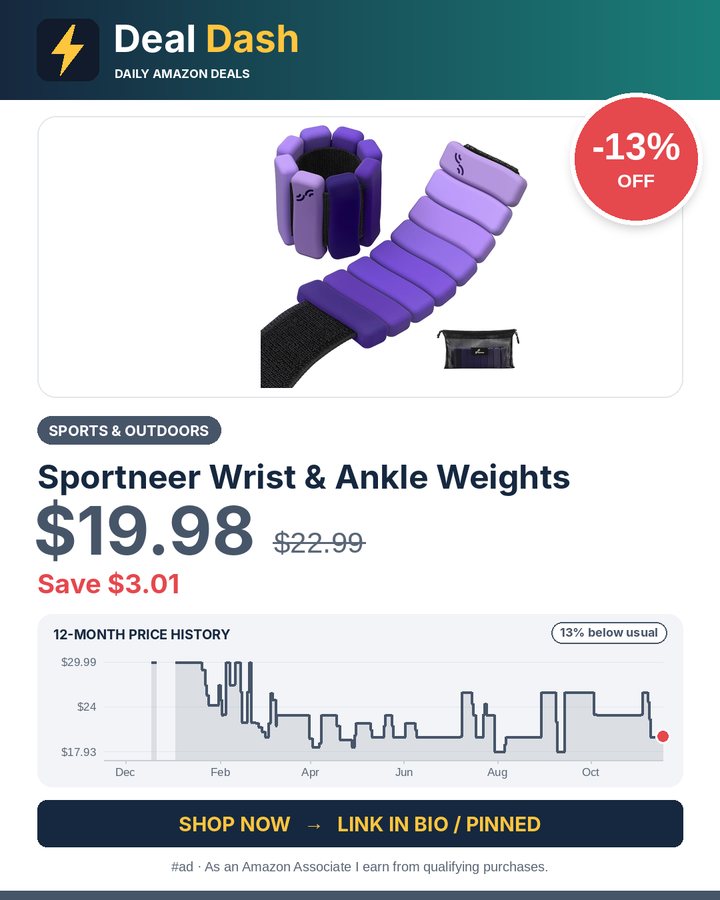 Deal Dash
DAILY AMAZON DEALS
-13%
OFF
SPORTS & OUTDOORS
Sportneer Wrist & Ankle Weights
$19.98 $22.99
Save $3.01
12-MONTH PRICE HISTORY
13% below usual
$29.99
$24
$17.93
Dec Feb Apr Jun Aug Oct
SHOP NOW → LINK IN BIO / PINNED
#ad · As an Amazon Associate I earn from qualifying purchases.